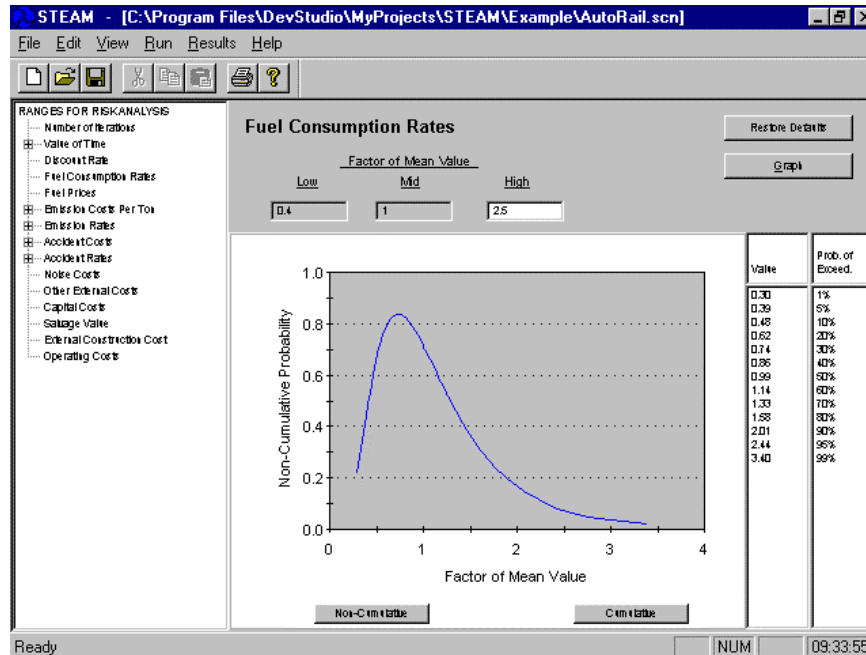 STEAM - [C:\Program Files\DevStudio\MyProjects\STEAM\Example\AutoRail.scn]
File Edit View Run Results Help
RANGES FOR RISKANALYSIS
Number of Iterations
Value of Time
Discount Rate
Fuel Consumption Rates
Fuel Prices
Emission Costs Per Ton
Emission Rates
Accident Costs
Accident Rates
Noise Costs
Other External Costs
Capital Costs
Salvage Value
External Construction Cost
Operating Costs
Fuel Consumption Rates
Restore Defaults
Graph
Factor of Mean Value
Low Mid High
0.4 1 2.5
Value Prob. of Exceed.
0.30 1%
0.39 5%
0.48 10%
0.62 20%
0.74 30%
0.86 40%
0.99 50%
1.14 60%
1.33 70%
1.58 80%
2.01 90%
2.44 95%
3.40 99%
Non-Cumulative Probability
1.0
0.8
0.6
0.4
0.2
0.0
0 1 2 3 4
Factor of Mean Value
Non-Cumulative Cumulative
Ready NUM 09:33:55